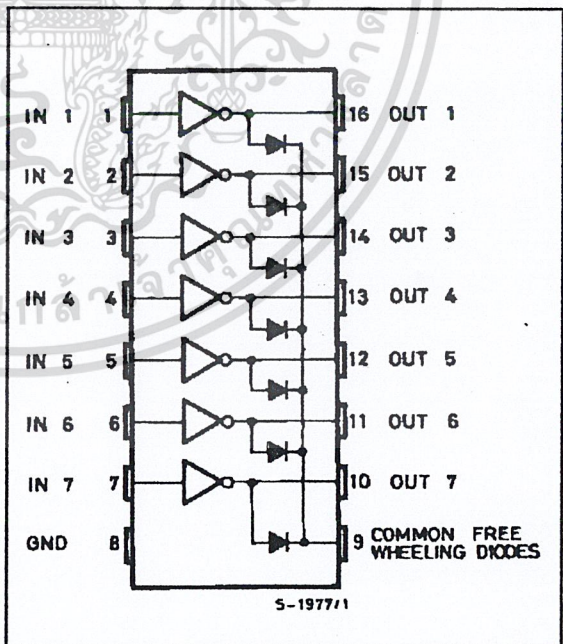 IN 1 1 16 OUT 1
IN 2 2 15 OUT 2
IN 3 3 14 OUT 3
IN 4 4 13 OUT 4
IN 5 5 12 OUT 5
IN 6 6 11 OUT 6
IN 7 7 10 OUT 7
GND 8 9 COMMON FREE
WHEELING DIODES
S-1977/1